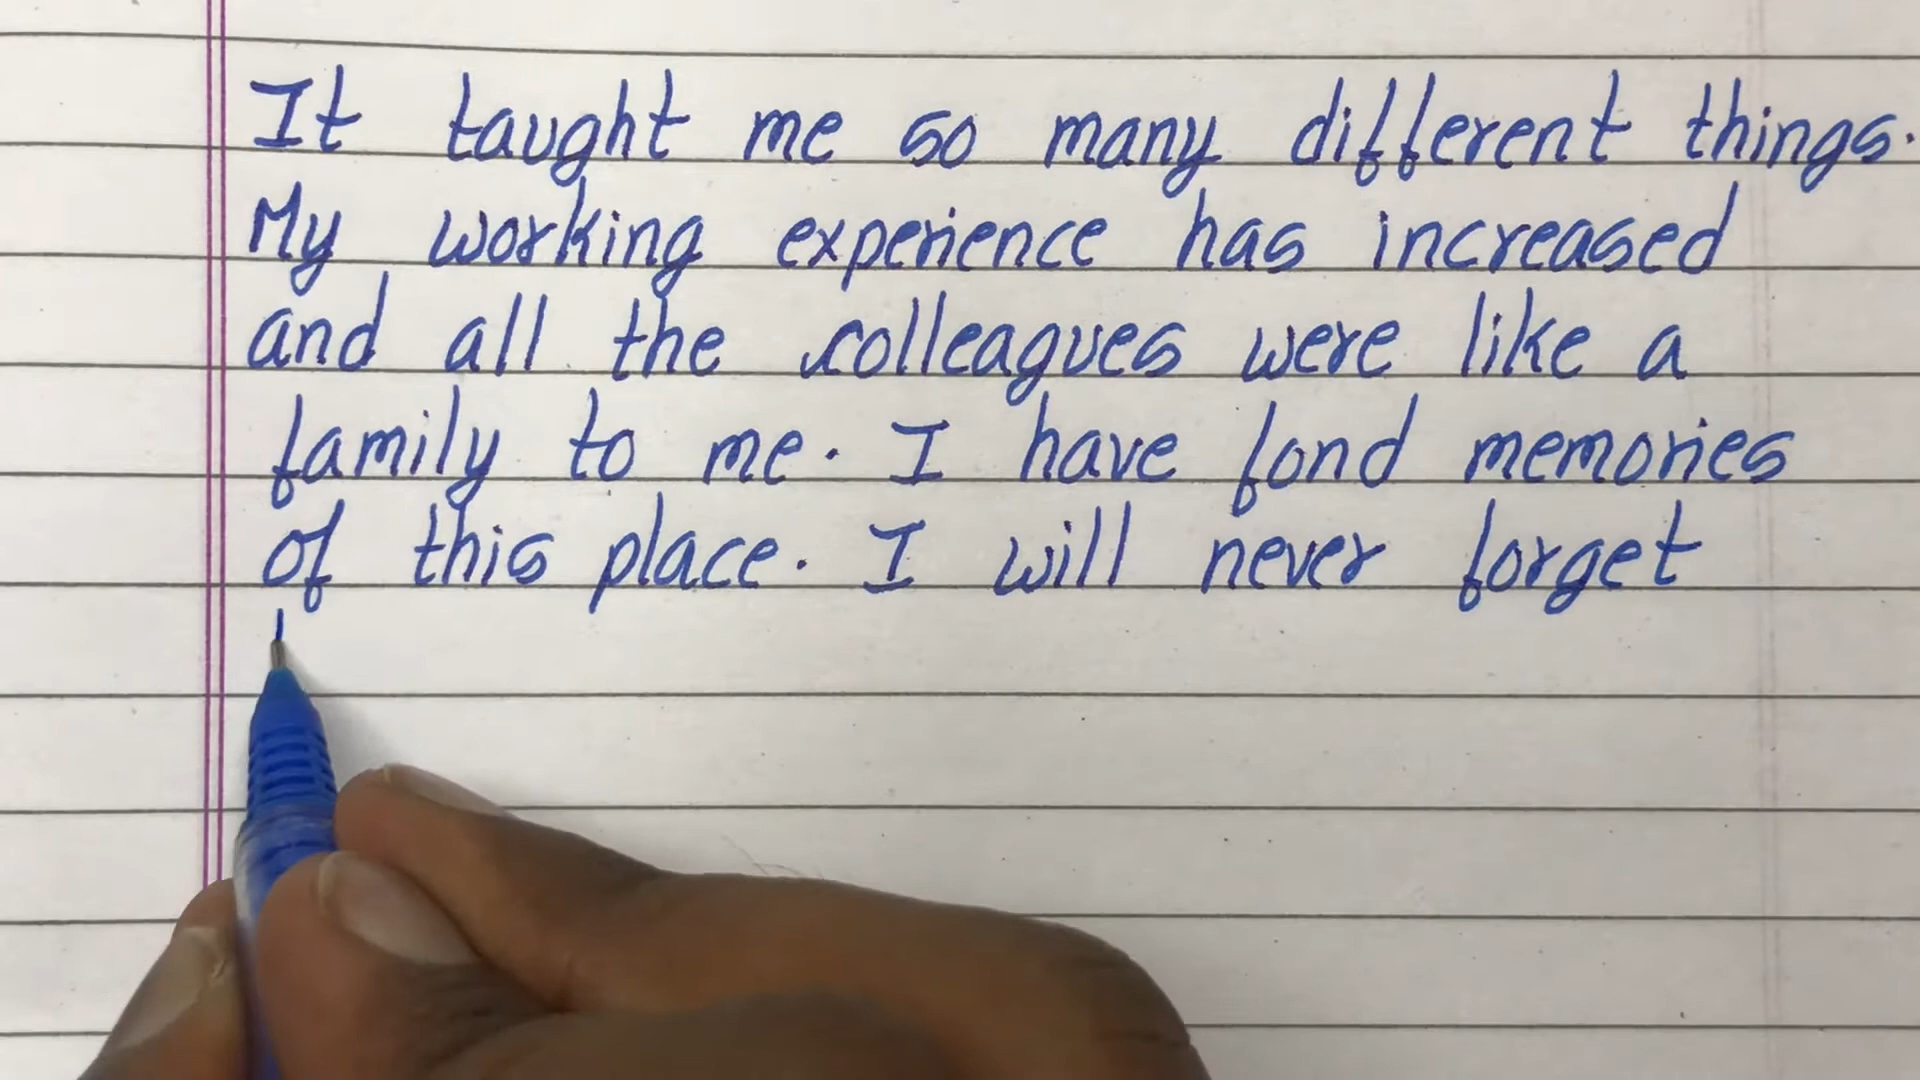 It taught me so many different things.
My working experience has increased
and all the colleagues were like a
family to me. I have fond memories
of this place. I will never forget